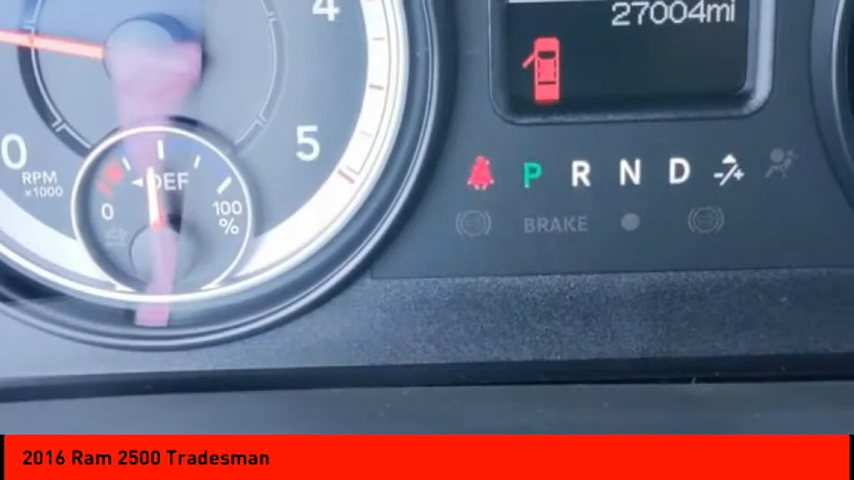 4
27004mi
5
0
RPM
x1000
◄DEF
0
100
%
P R N D -/+
BRAKE
2016 Ram 2500 Tradesman